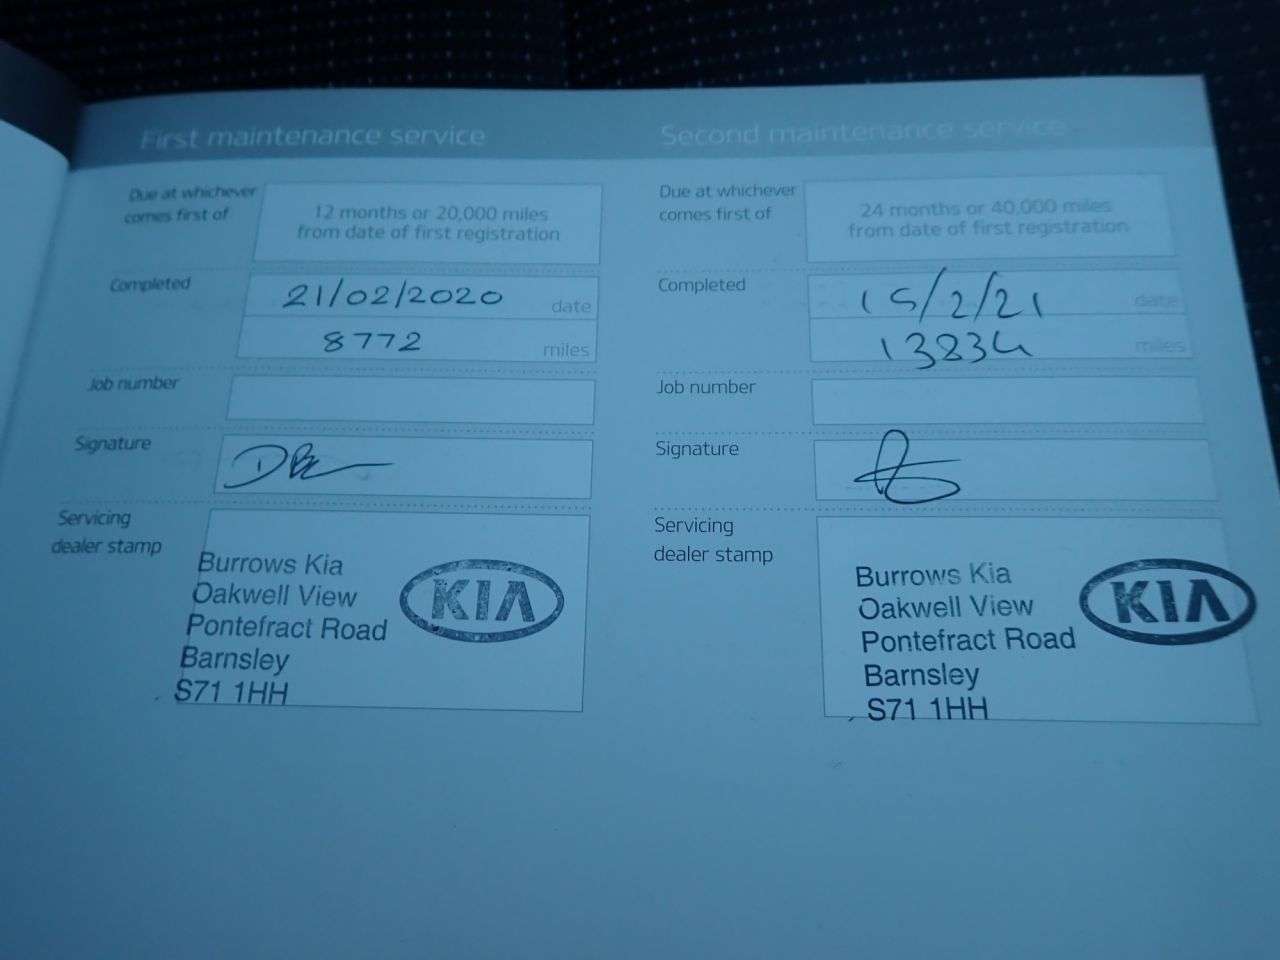 First maintenance service
Due at whichever
comes first of
12 months or 20,000 miles
from date of first registration
Completed
21/02/2020
date
8772
miles
Job number
Signature
Servicing
dealer stamp
Burrows Kia
Oakwell View
Pontefract Road
Barnsley
S71 1HH
KIA
Second maintenance service
Due at whichever
comes first of
24 months or 40,000 miles
from date of first registration
Completed
15/2/21
date
13834
miles
Job number
Signature
Servicing
dealer stamp
Burrows Kia
Oakwell View
Pontefract Road
Barnsley
S71 1HH
KIA